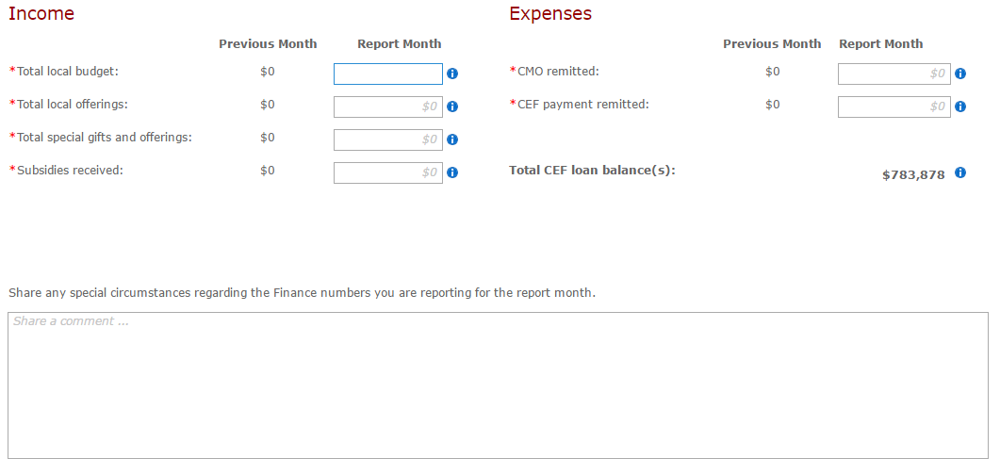 Income
Expenses
Previous Month Report Month
Previous Month Report Month
*Total local budget: $0
*CMO remitted: $0 $0
*Total local offerings: $0 $0
*CEF payment remitted: $0 $0
*Total special gifts and offerings: $0 $0
*Subsidies received: $0 $0
Total CEF loan balance(s): $783,878
Share any special circumstances regarding the Finance numbers you are reporting for the report month.
Share a comment ...